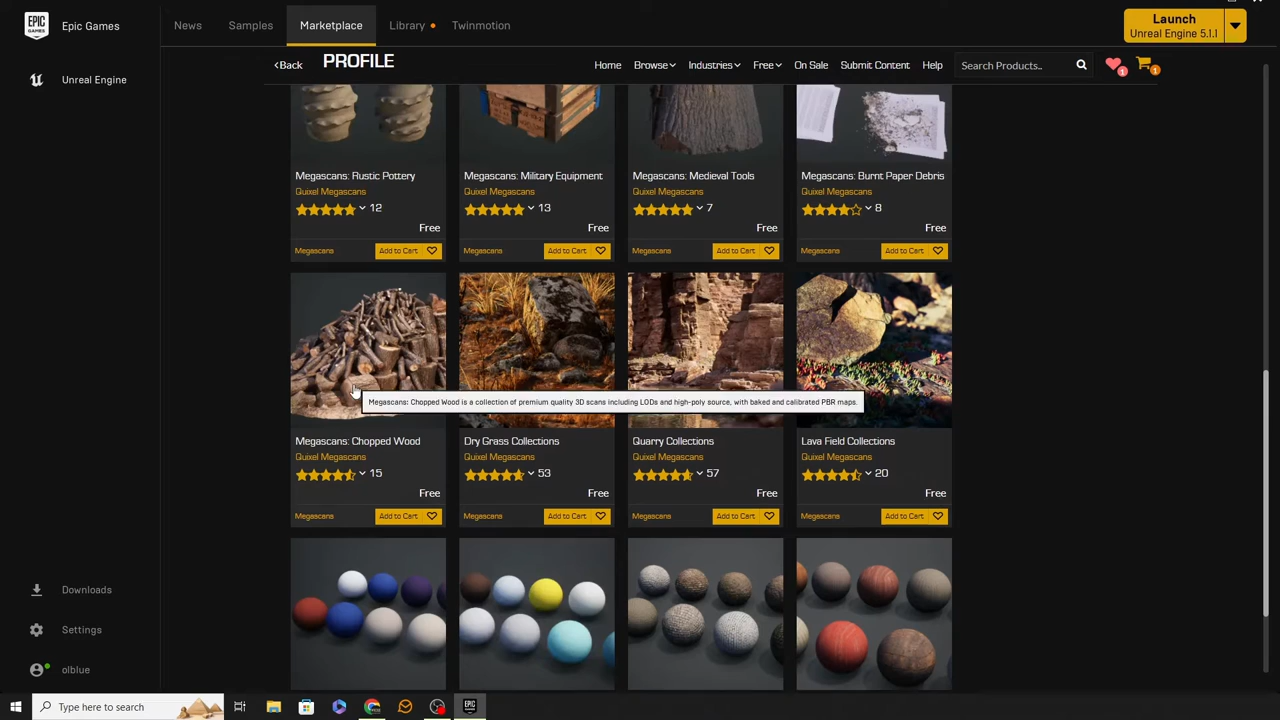 EPIC GAMES
Epic Games
News
Samples
Marketplace
Library
Twinmotion
Launch
Unreal Engine 5.1.1
Unreal Engine
Back
PROFILE
Home
Browse
Industries
Free
On Sale
Submit Content
Help
Search Products..
1
1
Megascans: Rustic Pottery
Quixel Megascans
12
Free
Megascans
Add to Cart
Megascans: Military Equipment
Quixel Megascans
13
Free
Megascans
Add to Cart
Megascans: Medieval Tools
Quixel Megascans
7
Free
Megascans
Add to Cart
Megascans: Burnt Paper Debris
Quixel Megascans
8
Free
Megascans
Add to Cart
Megascans: Chopped Wood is a collection of premium quality 3D scans including LODs and high-poly source, with baked and calibrated PBR maps.
Megascans: Chopped Wood
Quixel Megascans
15
Free
Megascans
Add to Cart
Dry Grass Collections
Quixel Megascans
53
Free
Megascans
Add to Cart
Quarry Collections
Quixel Megascans
57
Free
Megascans
Add to Cart
Lava Field Collections
Quixel Megascans
20
Free
Megascans
Add to Cart
Downloads
Settings
olblue
Type here to search